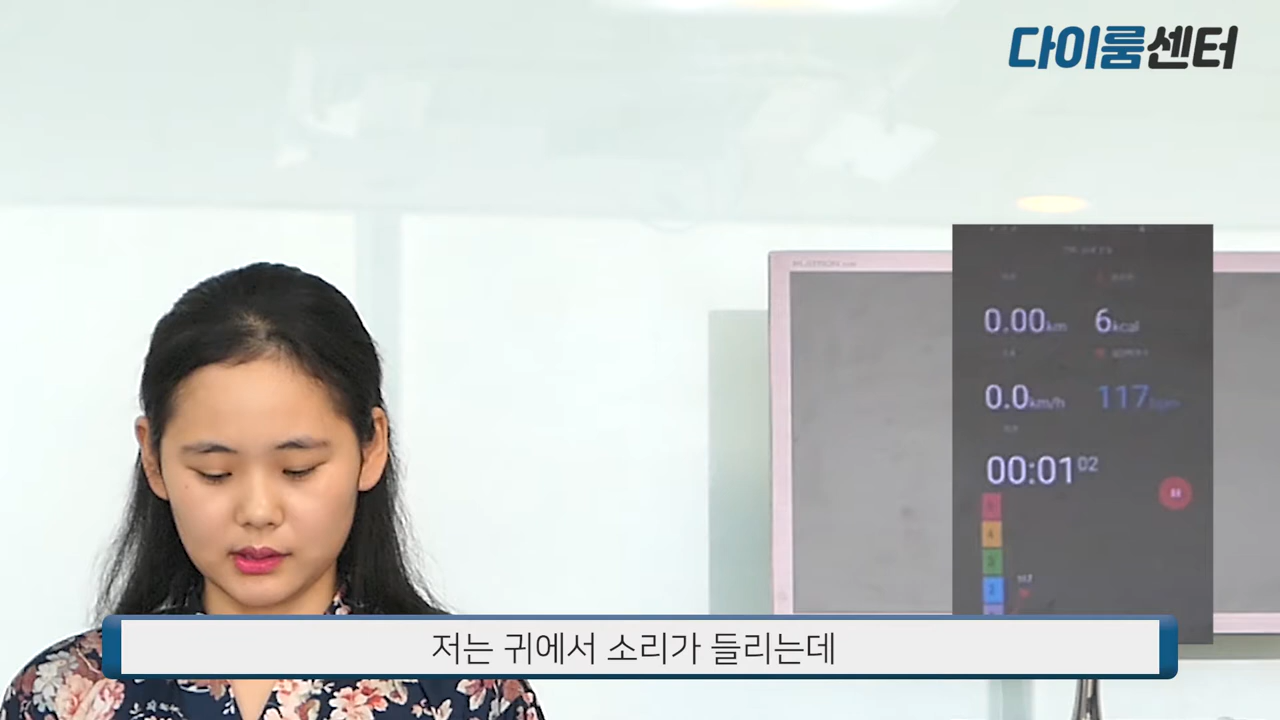 다이룸센터
0.00km 6kcal
0.0km/h 117bpm
00:01 02
저는 귀에서 소리가 들리는데